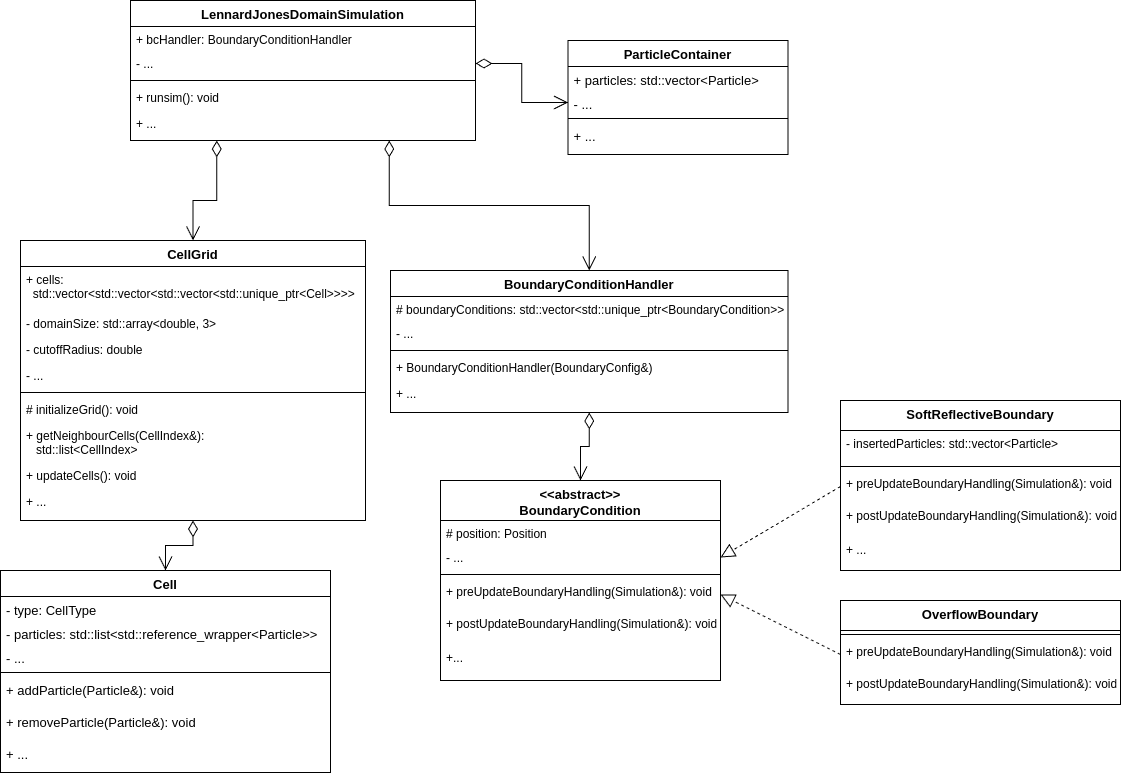 LennardJonesDomainSimulation
+ bcHandler: BoundaryConditionHandler
- ...
+ runsim(): void
+ ...
ParticleContainer
+ particles: std::vector<Particle>
- ...
+ ...
CellGrid
+ cells:
std::vector<std::vector<std::vector<std::unique_ptr<Cell>>>>
- domainSize: std::array<double, 3>
- cutoffRadius: double
- ...
# initializeGrid(): void
+ getNeighbourCells(CellIndex&):
std::list<CellIndex>
+ updateCells(): void
+ ...
BoundaryConditionHandler
# boundaryConditions: std::vector<std::unique_ptr<BoundaryCondition>>
- ...
+ BoundaryConditionHandler(BoundaryConfig&)
+ ...
Cell
- type: CellType
- particles: std::list<std::reference_wrapper<Particle>>
- ...
+ addParticle(Particle&): void
+ removeParticle(Particle&): void
+ ...
<<abstract>>
BoundaryCondition
# position: Position
- ...
+ preUpdateBoundaryHandling(Simulation&): void
+ postUpdateBoundaryHandling(Simulation&): void
+...
SoftReflectiveBoundary
- insertedParticles: std::vector<Particle>
+ preUpdateBoundaryHandling(Simulation&): void
+ postUpdateBoundaryHandling(Simulation&): void
+ ...
OverflowBoundary
+ preUpdateBoundaryHandling(Simulation&): void
+ postUpdateBoundaryHandling(Simulation&): void